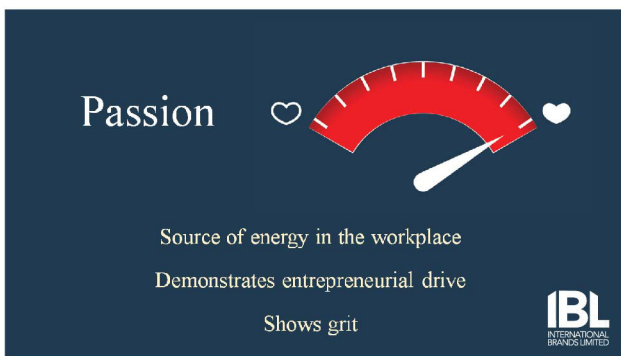 Passion
Source of energy in the workplace
Demonstrates entrepreneurial drive
Shows grit
IBL
INTERNATIONAL
BRANDS LIMITED